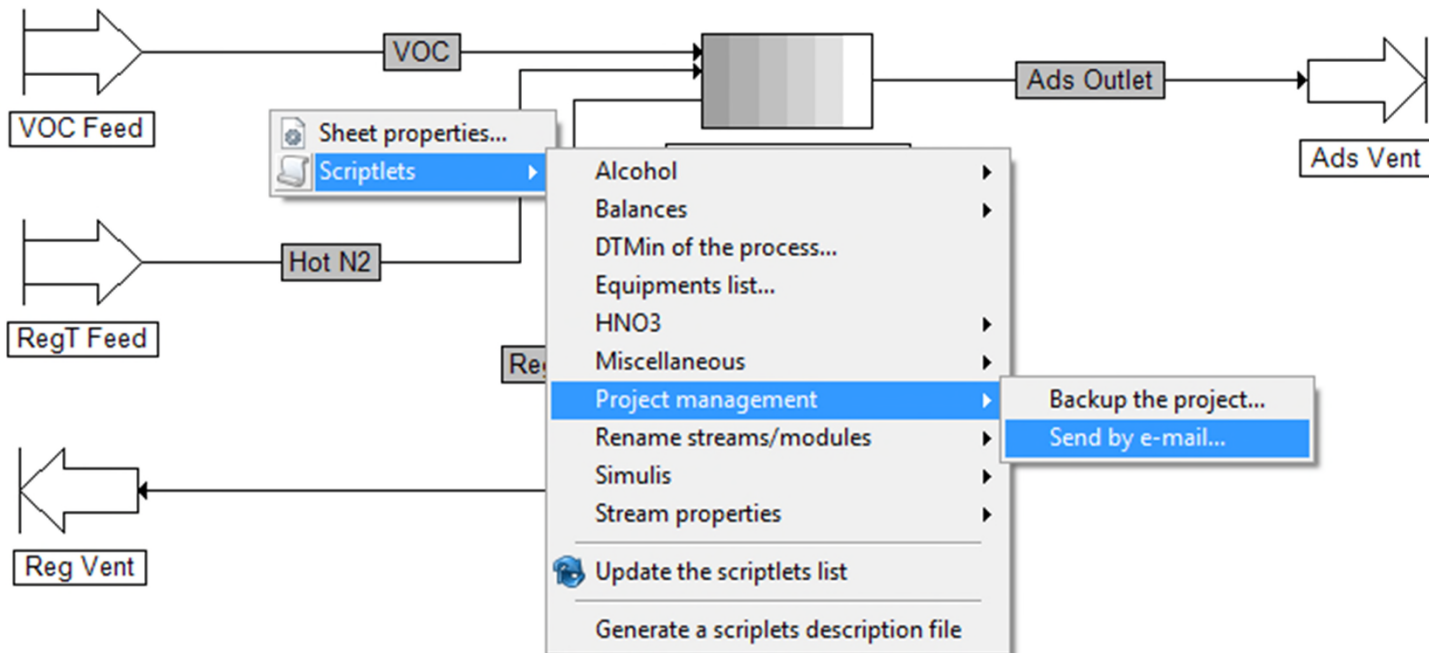 VOC
Ads Outlet
VOC Feed
Sheet properties...
Ads Vent
Scriptlets
Alcohol
Balances
DTMin of the process...
Hot N2
Equipments list...
RegT Feed
HNO3
Miscellaneous
Project management
Backup the project...
Rename streams/modules
Send by e-mail...
Simulis
Stream properties
Reg Vent
Update the scriptlets list
Generate a scriplets description file